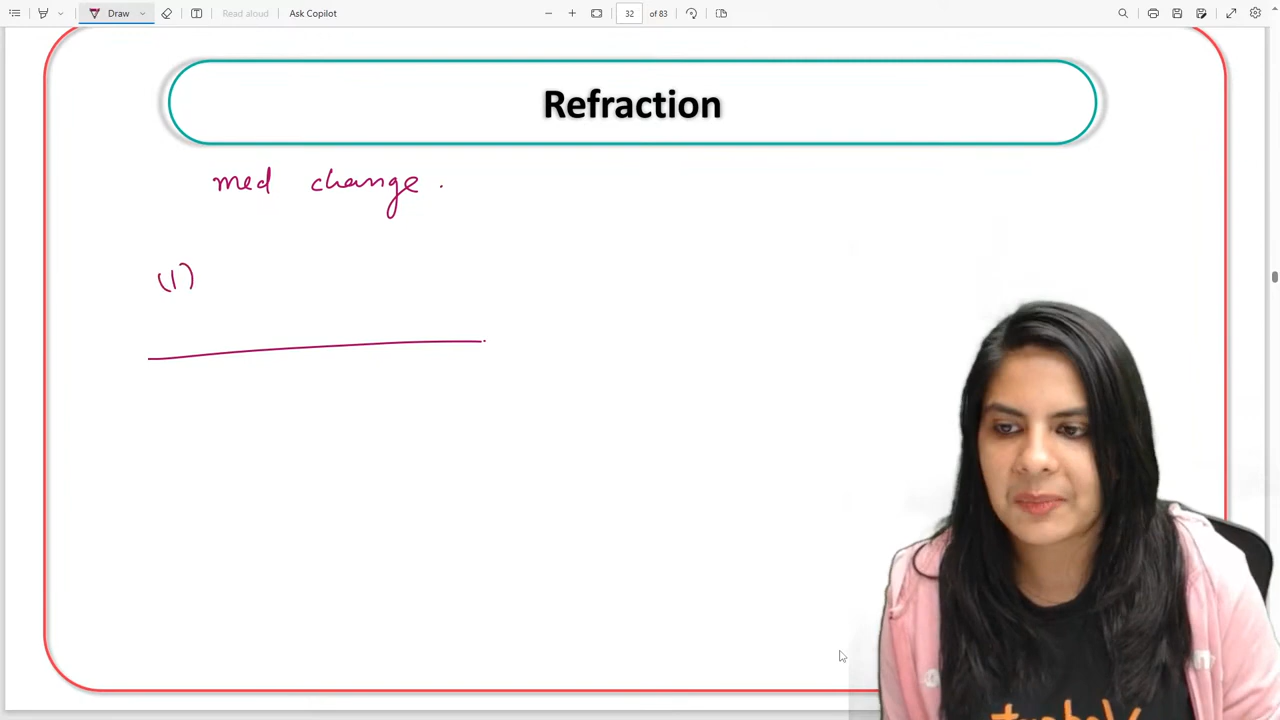 Draw
Read aloud
Ask Copilot
32 of 83
Refraction
med change.
(1)